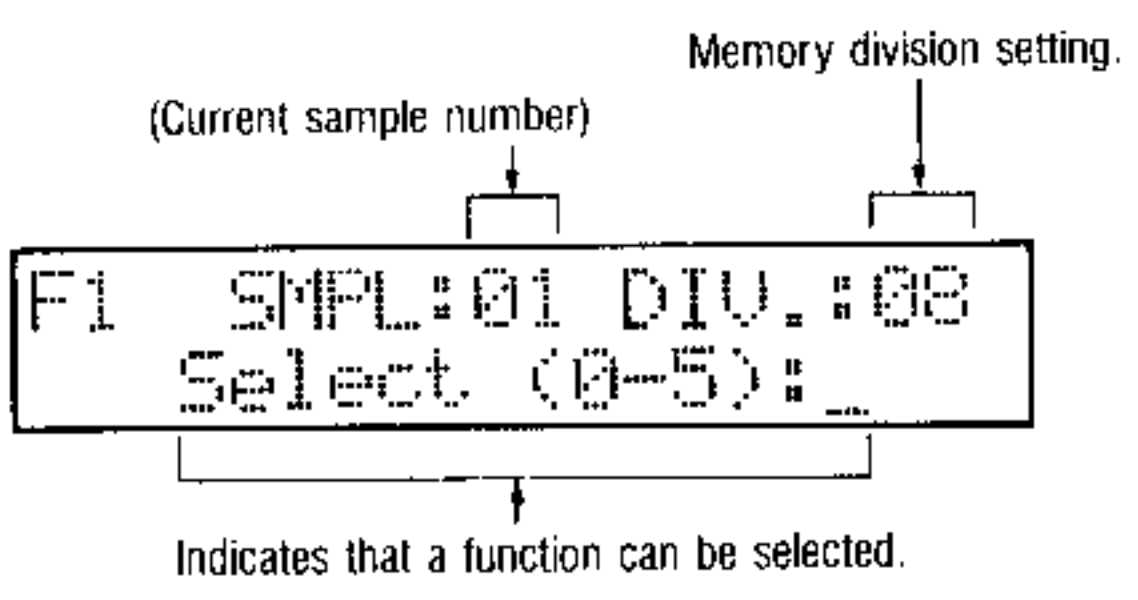 Memory division setting.
(Current sample number)
F1 SMPL:01 DIV.:08
Select (0-5):_
Indicates that a function can be selected.